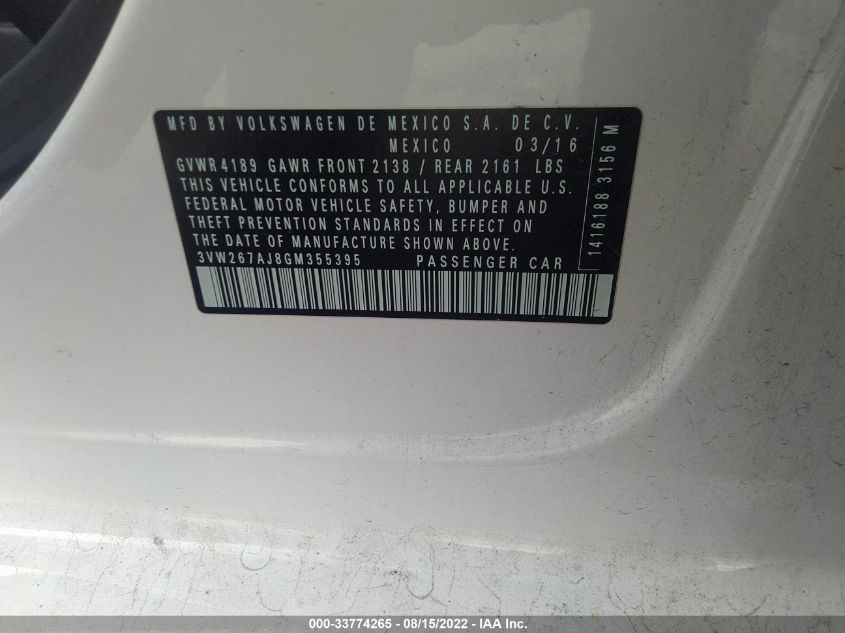 MFD BY VOLKSWAGEN DE MEXICO S.A. DE C.V.
MEXICO 03/16
GVWR 4189 GAWR FRONT 2138 / REAR 2161 LBS
THIS VEHICLE CONFORMS TO ALL APPLICABLE U.S.
FEDERAL MOTOR VEHICLE SAFETY, BUMPER AND
THEFT PREVENTION STANDARDS IN EFFECT ON
THE DATE OF MANUFACTURE SHOWN ABOVE.
3VW267AJ8GM355395 PASSENGER CAR
1416188 3156 M
000-33774265 - 08/15/2022 - IAA Inc.